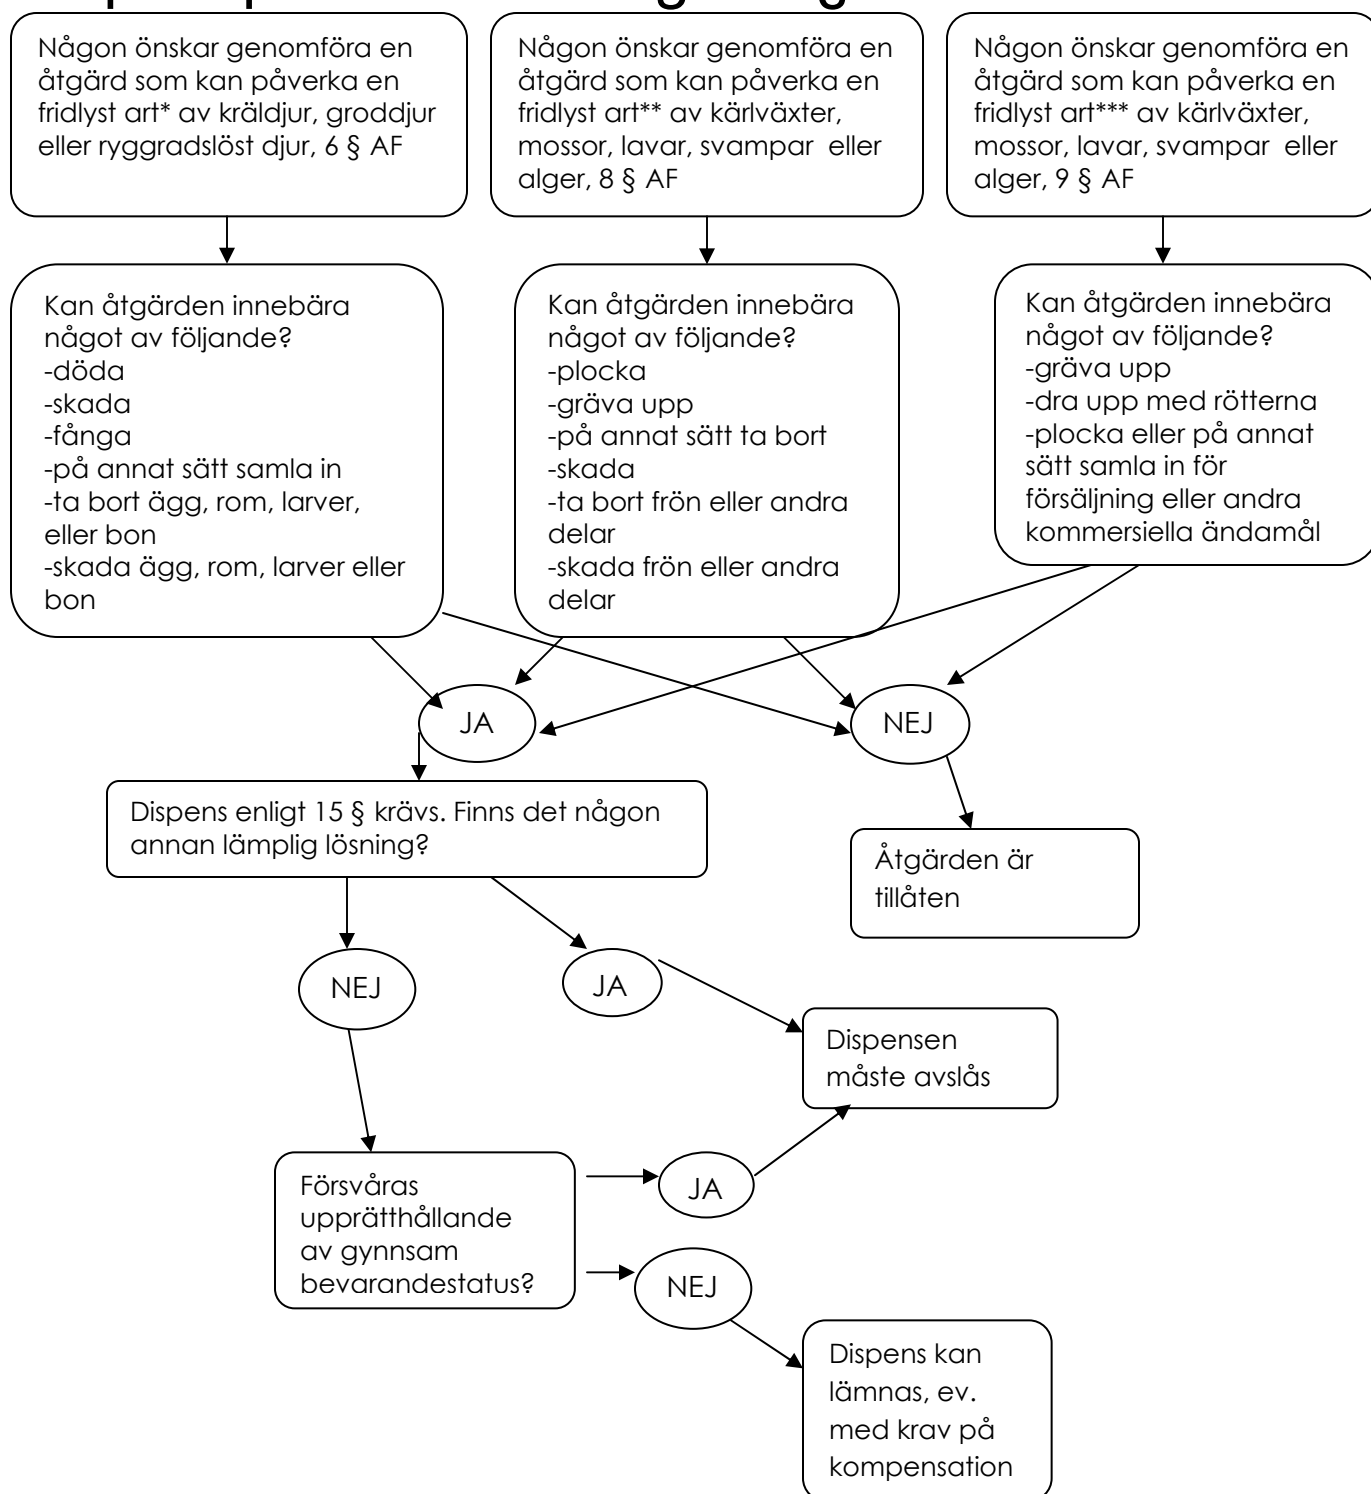 Någon önskar genomföra en
åtgärd som kan påverka en
fridlyst art* av kräldjur, groddjur
eller ryggradslöst djur, 6 § AF
Någon önskar genomföra en
åtgärd som kan påverka en
fridlyst art** av kärlväxter,
mossor, lavar, svampar eller
alger, 8 § AF
Någon önskar genomföra en
åtgärd som kan påverka en
fridlyst art*** av kärlväxter,
mossor, lavar, svampar eller
alger, 9 § AF
Kan åtgärden innebära
något av följande?
-döda
-skada
-fånga
-på annat sätt samla in
-ta bort ägg, rom, larver,
eller bon
-skada ägg, rom, larver eller
bon
Kan åtgärden innebära
något av följande?
-plocka
-gräva upp
-på annat sätt ta bort
-skada
-ta bort frön eller andra
delar
-skada frön eller andra
delar
Kan åtgärden innebära
något av följande?
-gräva upp
-dra upp med rötterna
-plocka eller på annat
sätt samla in för
försäljning eller andra
kommersiella ändamål
JA
NEJ
Dispens enligt 15 § krävs. Finns det någon
annan lämplig lösning?
Åtgärden är
tillåten
NEJ
JA
Dispensen
måste avslås
Försvåras
upprätthållande
av gynnsam
bevarandestatus?
JA
NEJ
Dispens kan
lämnas, ev.
med krav på
kompensation